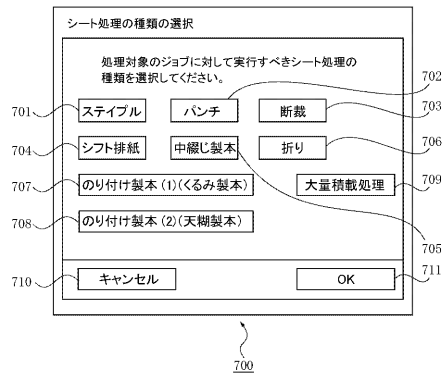 シート処理の種類の選択
処理対象のジョブに対して実行すべきシート処理の
種類を選択してください。
702
701 ステイプル パンチ 断裁 703
704 シフト排紙 中綴じ製本 折り 706
707 のり付け製本(1)(くるみ製本) 大量積載処理 709
708 のり付け製本(2)(天糊製本)
705
710 キャンセル OK 711
700